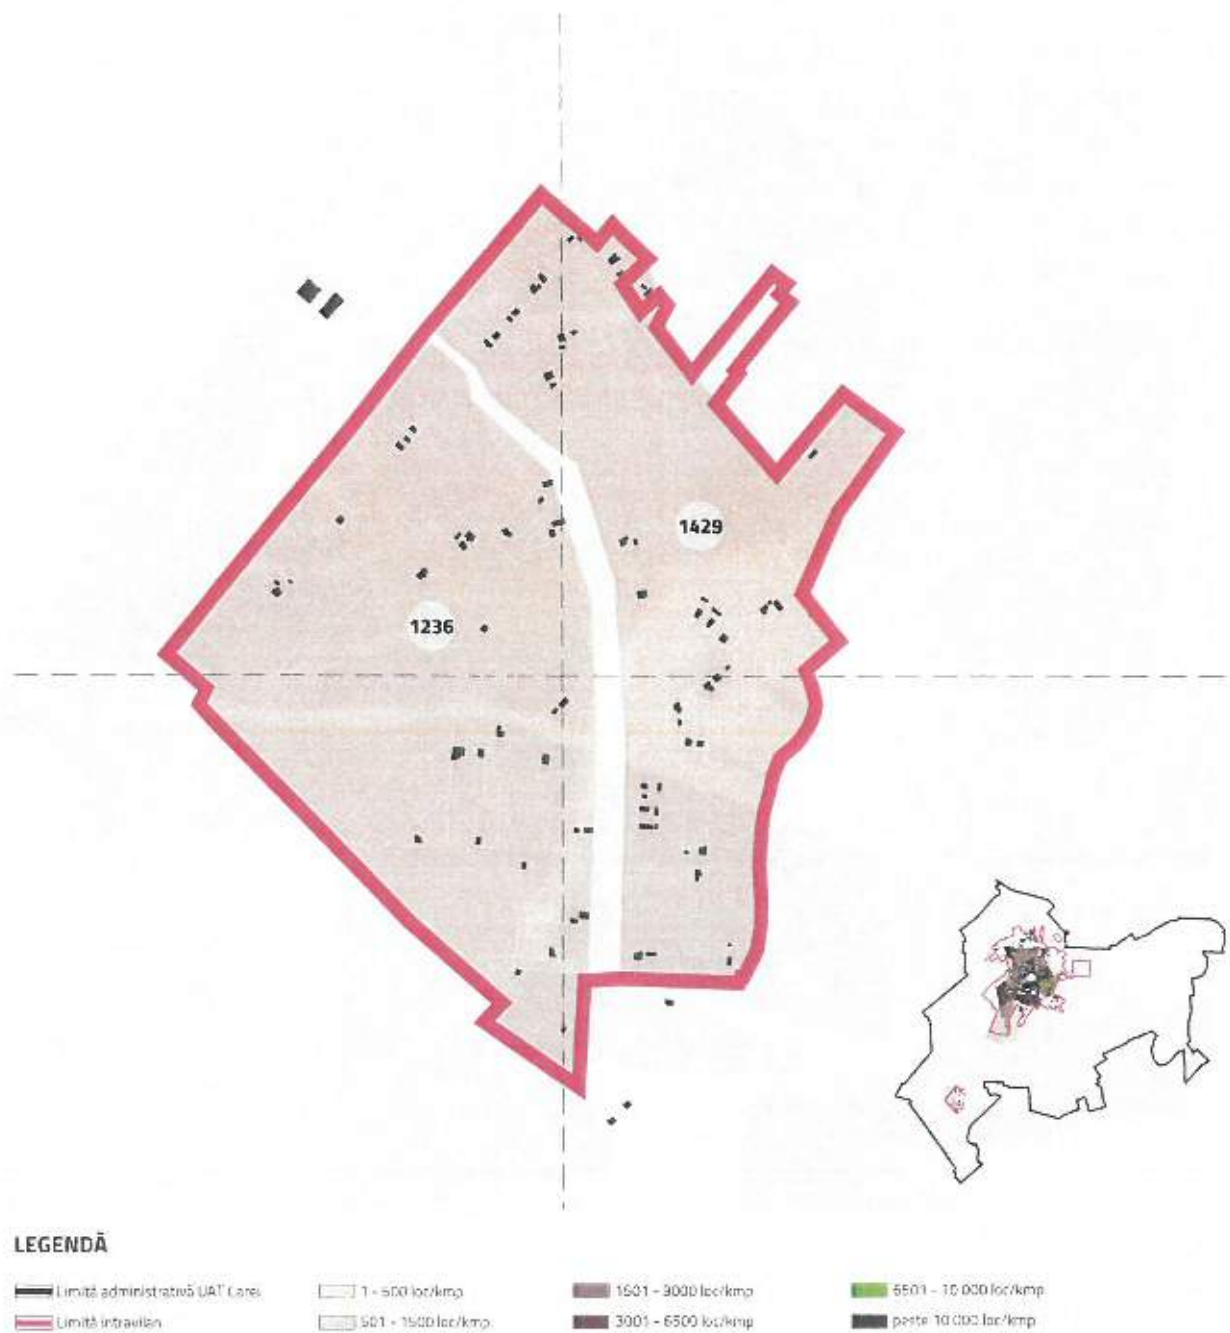 1429
1236
LEGENDĂ
Limită administrativă UAT Carei
1 - 500 loc/kmp
1501 - 3000 loc/kmp
6501 - 10 000 loc/kmp
Limită intravilan
501 - 1500 loc/kmp
3001 - 6500 loc/kmp
peste 10 000 loc/kmp